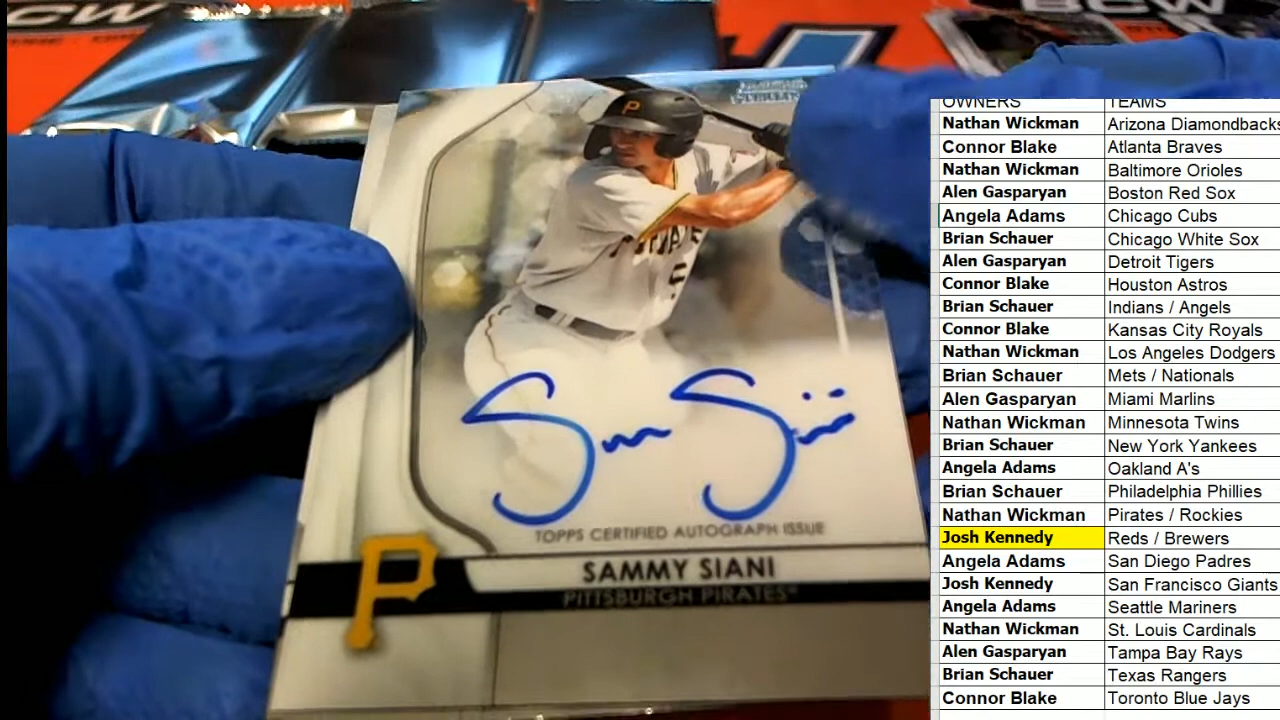 BCW
BCW
P
PIRATES
5
Sammy Siani
TOPPS CERTIFIED AUTOGRAPH ISSUE
SAMMY SIANI
PITTSBURGH PIRATES
P
OWNERS TEAMS
Nathan Wickman Arizona Diamondbacks
Connor Blake Atlanta Braves
Nathan Wickman Baltimore Orioles
Alen Gasparyan Boston Red Sox
Angela Adams Chicago Cubs
Brian Schauer Chicago White Sox
Alen Gasparyan Detroit Tigers
Connor Blake Houston Astros
Brian Schauer Indians / Angels
Connor Blake Kansas City Royals
Nathan Wickman Los Angeles Dodgers
Brian Schauer Mets / Nationals
Alen Gasparyan Miami Marlins
Nathan Wickman Minnesota Twins
Brian Schauer New York Yankees
Angela Adams Oakland A's
Brian Schauer Philadelphia Phillies
Nathan Wickman Pirates / Rockies
Josh Kennedy Reds / Brewers
Angela Adams San Diego Padres
Josh Kennedy San Francisco Giants
Angela Adams Seattle Mariners
Nathan Wickman St. Louis Cardinals
Alen Gasparyan Tampa Bay Rays
Brian Schauer Texas Rangers
Connor Blake Toronto Blue Jays